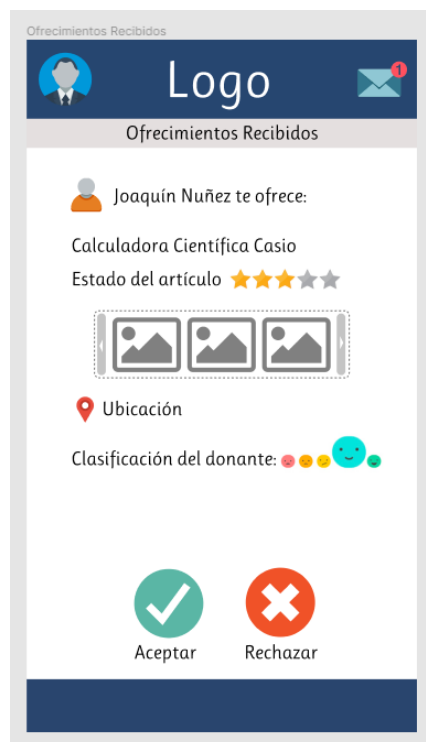 Ofrecimientos Recibidos
Logo
1
Ofrecimientos Recibidos
Joaquín Nuñez te ofrece:
Calculadora Científica Casio
Estado del artículo
Ubicación
Clasificación del donante:
Aceptar Rechazar